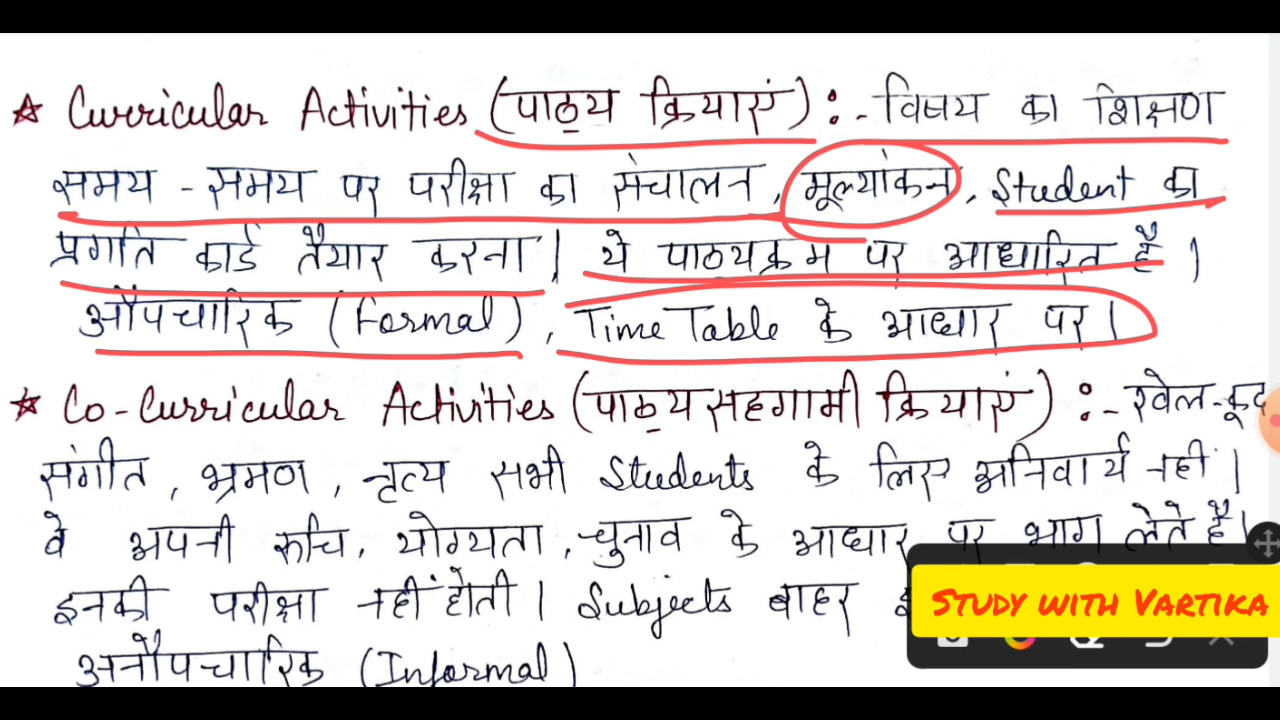 ☆ Curricular Activities (पाठ्य क्रियाएं) :- विषय का शिक्षण
समय - समय पर परीक्षा का संचालन, मूल्यांकन, Student का
प्रगति कार्ड तैयार करना। ये पाठ्यक्रम पर आधारित है।
औपचारिक (Formal), Time Table के आधार पर।
☆ Co-Curricular Activities (पाठ्यसहगामी क्रियाएं) :- खेल-कूद
संगीत, भ्रमण, नृत्य सभी Students के लिए अनिवार्य नहीं।
वे अपनी रूचि, योग्यता, चुनाव के आधार पर भाग लेते हैं।
इनकी परीक्षा नहीं होती। Subjects बाहर
STUDY WITH VARTIKA
अनौपचारिक (Informal)